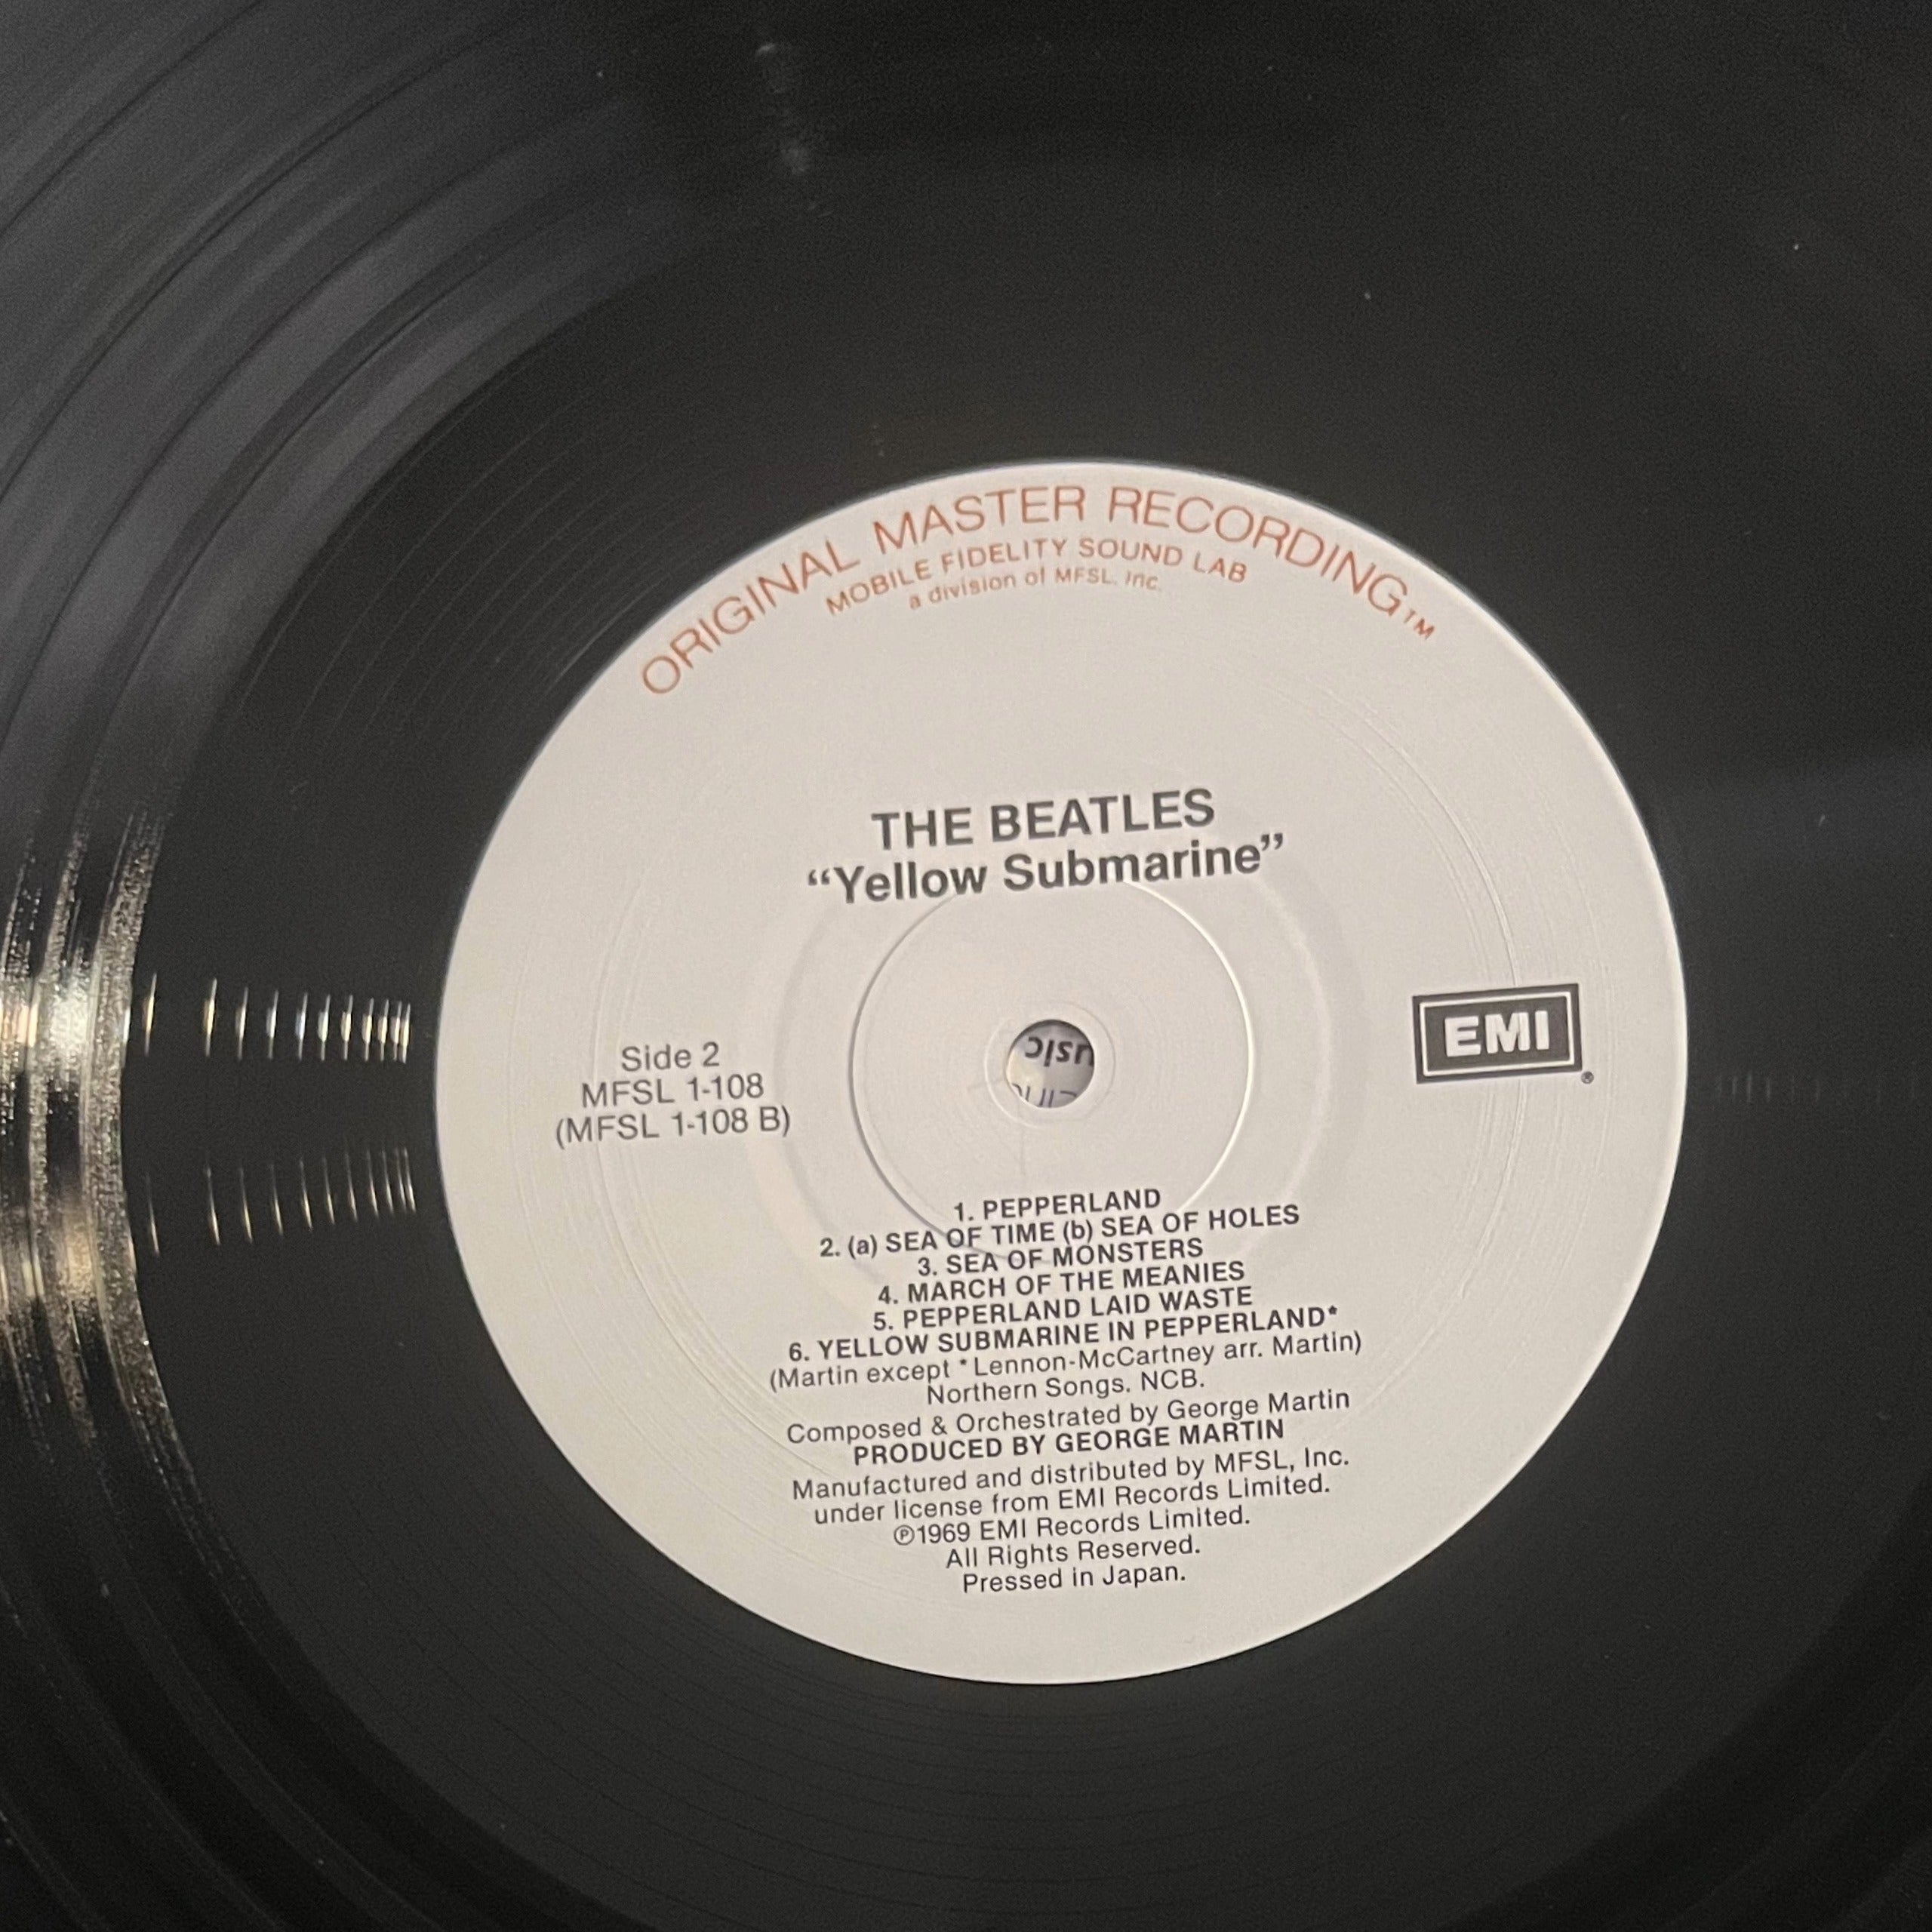 ORIGINAL MASTER RECORDING™
MOBILE FIDELITY SOUND LAB
a division of MFSL, Inc.
THE BEATLES
“Yellow Submarine”
EMI
®
Side 2
MFSL 1-108
(MFSL 1-108 B)
1. PEPPERLAND
2. (a) SEA OF TIME (b) SEA OF HOLES
3. SEA OF MONSTERS
4. MARCH OF THE MEANIES
5. PEPPERLAND LAID WASTE
6. YELLOW SUBMARINE IN PEPPERLAND*
(Martin except * Lennon-McCartney arr. Martin)
Northern Songs. NCB.
Composed & Orchestrated by George Martin
PRODUCED BY GEORGE MARTIN
Manufactured and distributed by MFSL, Inc.
under license from EMI Records Limited.
℗1969 EMI Records Limited.
All Rights Reserved.
Pressed in Japan.